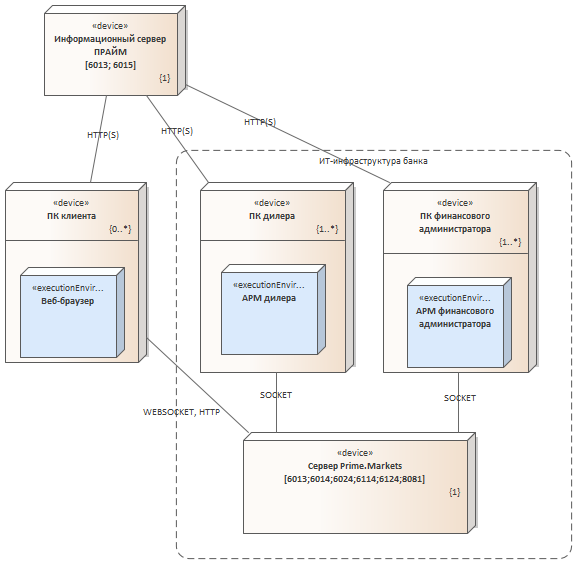 «device»
Информационный сервер
ПРАЙМ
[6013; 6015]
{1}
HTTP(S)
HTTP(S)
HTTP(S)
ИТ-инфраструктура банка
«device»
ПК клиента
{0..*}
«executionEnvir...
Веб-браузер
«device»
ПК дилера
{1..*}
«executionEnvir...
АРМ дилера
«device»
ПК финансового
администратора
{1..*}
«executionEnvir...
АРМ финансового
администратора
WEBSOCKET, HTTP
SOCKET
SOCKET
«device»
Сервер Prime.Markets
[6013;6014;6024;6114;6124;8081]
{1}